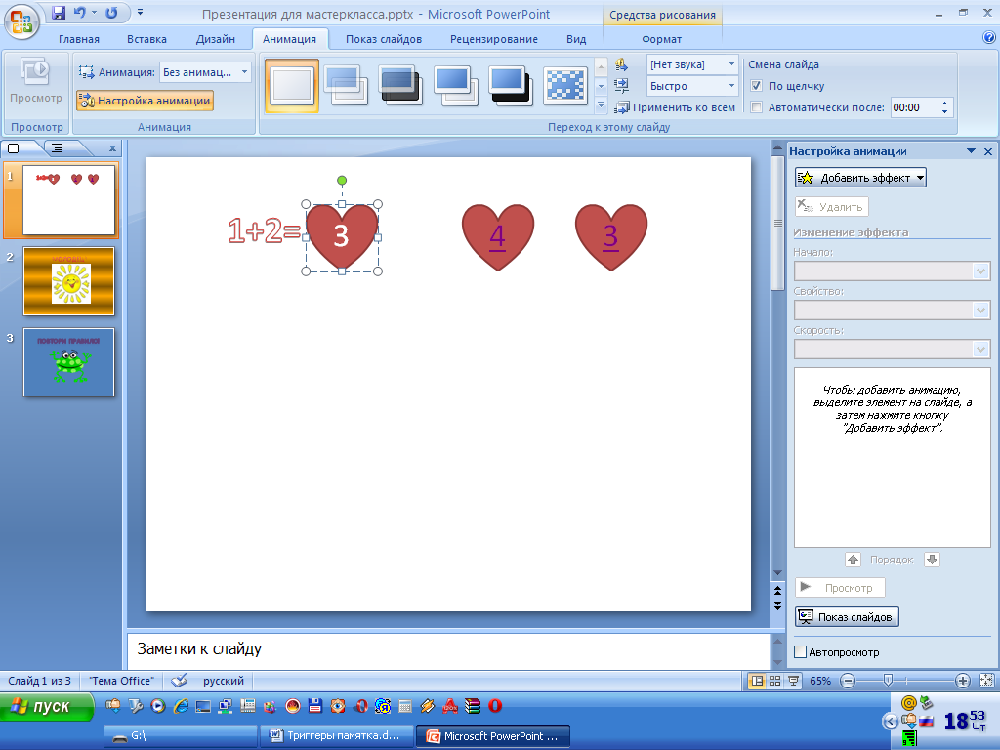 Презентация для мастеркласса.pptx - Microsoft PowerPoint
Средства рисования
Главная Вставка Дизайн Анимация Показ слайдов Рецензирование Вид Формат
Просмотр
Анимация: Без анимац...
Настройка анимации
[Нет звука]
Быстро
Применить ко всем
Смена слайда
По щелчку
Автоматически после: 00:00
Просмотр Анимация Переход к этому слайду
1
2
3
ПОВТОРИ ПРАВИЛО!
1+2= 3 4 3
Заметки к слайду
Настройка анимации
Добавить эффект
Удалить
Изменение эффекта
Начало:
Свойство:
Скорость:
Чтобы добавить анимацию,
выделите элемент на слайде, а
затем нажмите кнопку
"Добавить эффект".
Порядок
Просмотр
Показ слайдов
Автопросмотр
Слайд 1 из 3 "Тема Office" русский 65%
пуск
G:\ Триггеры памятка.d... Microsoft PowerPoint ...
18 53
Чт